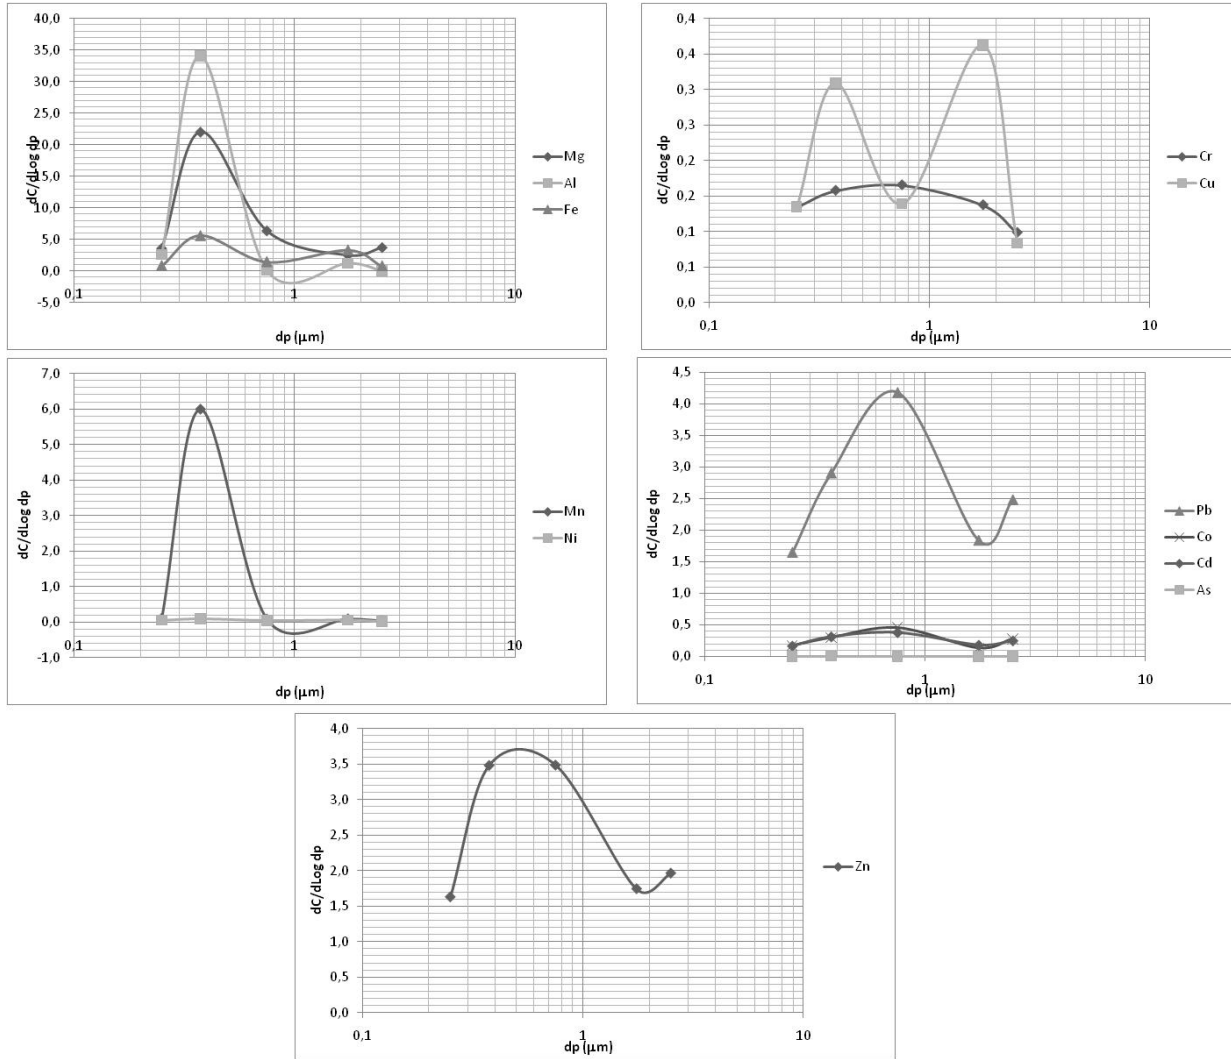 40,0
35,0
30,0
25,0
20,0
15,0
10,0
5,0
0,0
-5,0
dC/dLog dp
0,1
1
10
dp (μm)
Mg
Al
Fe
0,4
0,4
0,3
0,3
0,2
0,2
0,1
0,1
0,0
dC/dLog dp
0,1
1
10
dp (μm)
Cr
Cu
7,0
6,0
5,0
4,0
3,0
2,0
1,0
0,0
-1,0
dC/dLog dp
0,1
1
10
dp (μm)
Mn
Ni
4,5
4,0
3,5
3,0
2,5
2,0
1,5
1,0
0,5
0,0
dC/dLog dp
0,1
1
10
dp (μm)
Pb
Co
Cd
As
4,0
3,5
3,0
2,5
2,0
1,5
1,0
0,5
0,0
dC/dLog dp
0,1
1
10
dp (μm)
Zn